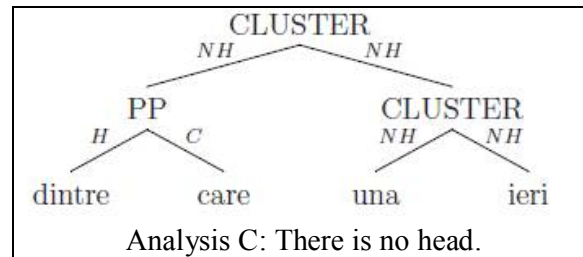 CLUSTER
NH NH
PP CLUSTER
H C NH NH
dintre care una ieri
Analysis C: There is no head.